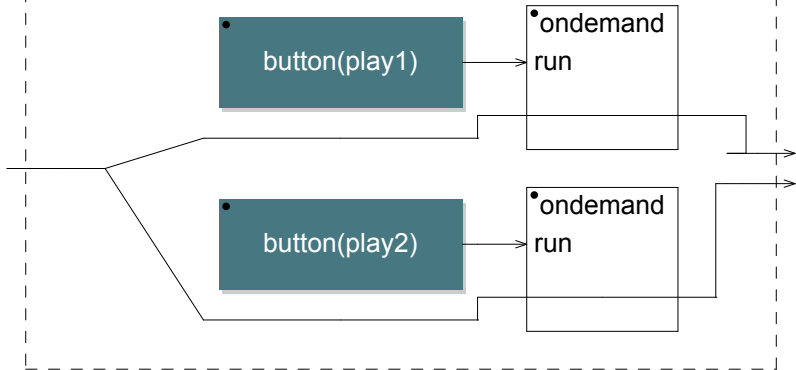 button(play1)
ondemand
run
button(play2)
ondemand
run